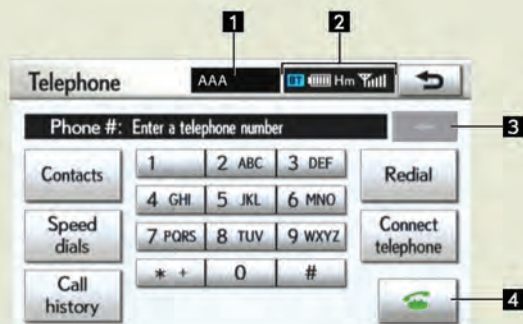 1 2
Telephone AAA BT Hm
Phone #: Enter a telephone number 3
Contacts 1 2 ABC 3 DEF Redial
4 GHI 5 JKL 6 MNO
Speed dials 7 PQRS 8 TUV 9 WXYZ Connect telephone
* + 0 #
Call history 4